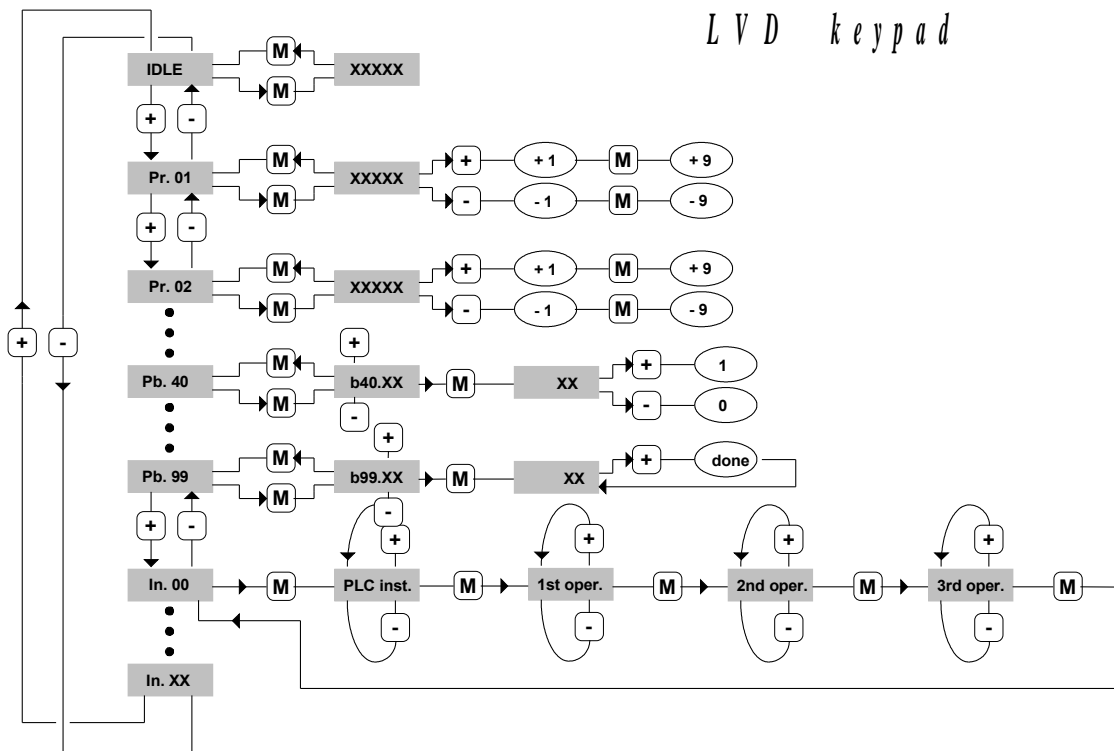 LVD keypad
M
IDLE XXXXX
M
+ -
M + +1 M +9
Pr. 01 XXXXX
M - -1 M -9
+ -
M + +1 M +9
Pr. 02 XXXXX
M - -1 M -9
+ -
+
M + 1
Pb. 40 b40.XX M XX
M - 0
-
+
M + done
Pb. 99 b99.XX M XX
M
-
+ -
+ + + +
In. 00 M PLC inst. M 1st oper. M 2nd oper. M 3rd oper. M
- - - -
In. XX